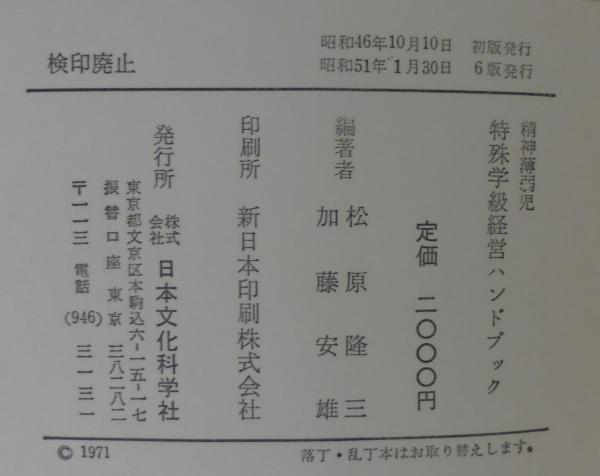 昭和46年10月10日 初版発行
昭和51年1月30日 6版発行
検印廃止
精神薄弱児
特殊学級経営ハンドブック
定価 二〇〇〇円
編著者 松原隆三
加藤安雄
印刷所 新日本印刷株式会社
発行所 株式会社 日本文化科学社
東京都文京区本駒込六-一五-一七
振替口座 東京 三八二八二
〒一一三 電話 (946) 三一三一
© 1971
落丁・乱丁本はお取り替えします。